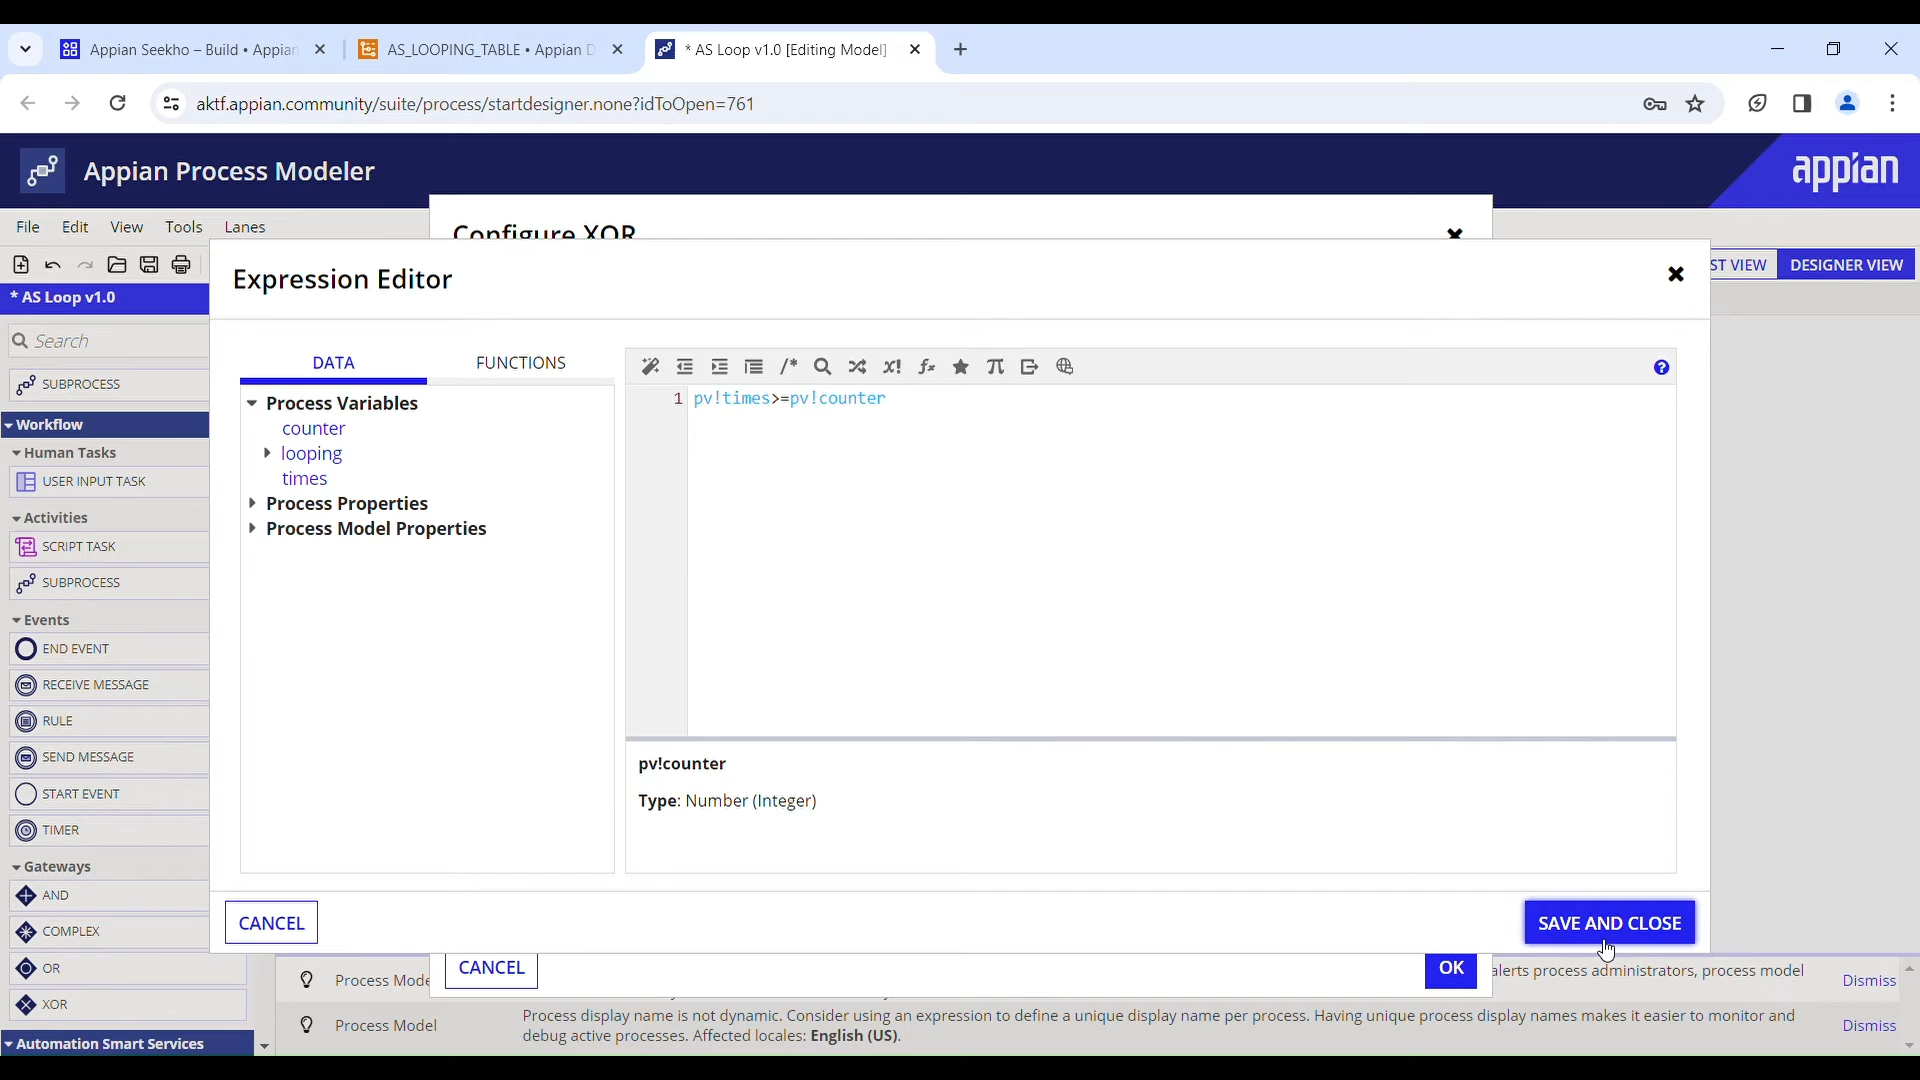 Appian Seekho – Build • Appian
AS_LOOPING_TABLE • Appian D
* AS Loop v1.0 [Editing Model]
aktf.appian.community/suite/process/startdesigner.none?idToOpen=761
Appian Process Modeler
appian
File Edit View Tools Lanes
Configure XOR
ST VIEW
DESIGNER VIEW
* AS Loop v1.0
Search
SUBPROCESS
Workflow
Human Tasks
USER INPUT TASK
Activities
SCRIPT TASK
SUBPROCESS
Events
END EVENT
RECEIVE MESSAGE
RULE
SEND MESSAGE
START EVENT
TIMER
Gateways
AND
COMPLEX
OR
XOR
Automation Smart Services
Expression Editor
DATA
FUNCTIONS
Process Variables
counter
looping
times
Process Properties
Process Model Properties
1 pv!times>=pv!counter
pv!counter
Type: Number (Integer)
CANCEL
SAVE AND CLOSE
CANCEL
OK
Process Mode
alerts process administrators, process model
Dismiss
Process Model
Process display name is not dynamic. Consider using an expression to define a unique display name per process. Having unique process display names makes it easier to monitor and
debug active processes. Affected locales: English (US).
Dismiss